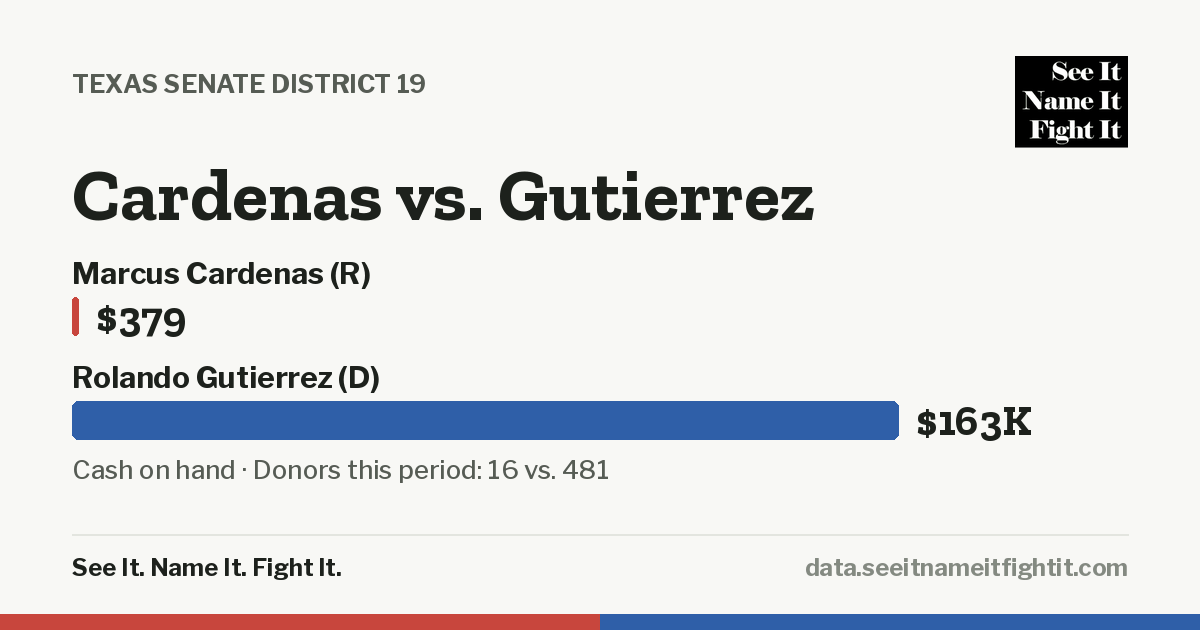 TEXAS SENATE DISTRICT 19
See It
Name It
Fight It
Cardenas vs. Gutierrez
Marcus Cardenas (R)
$379
Rolando Gutierrez (D)
$163K
Cash on hand · Donors this period: 16 vs. 481
See It. Name It. Fight It.
data.seeitnameitfightit.com